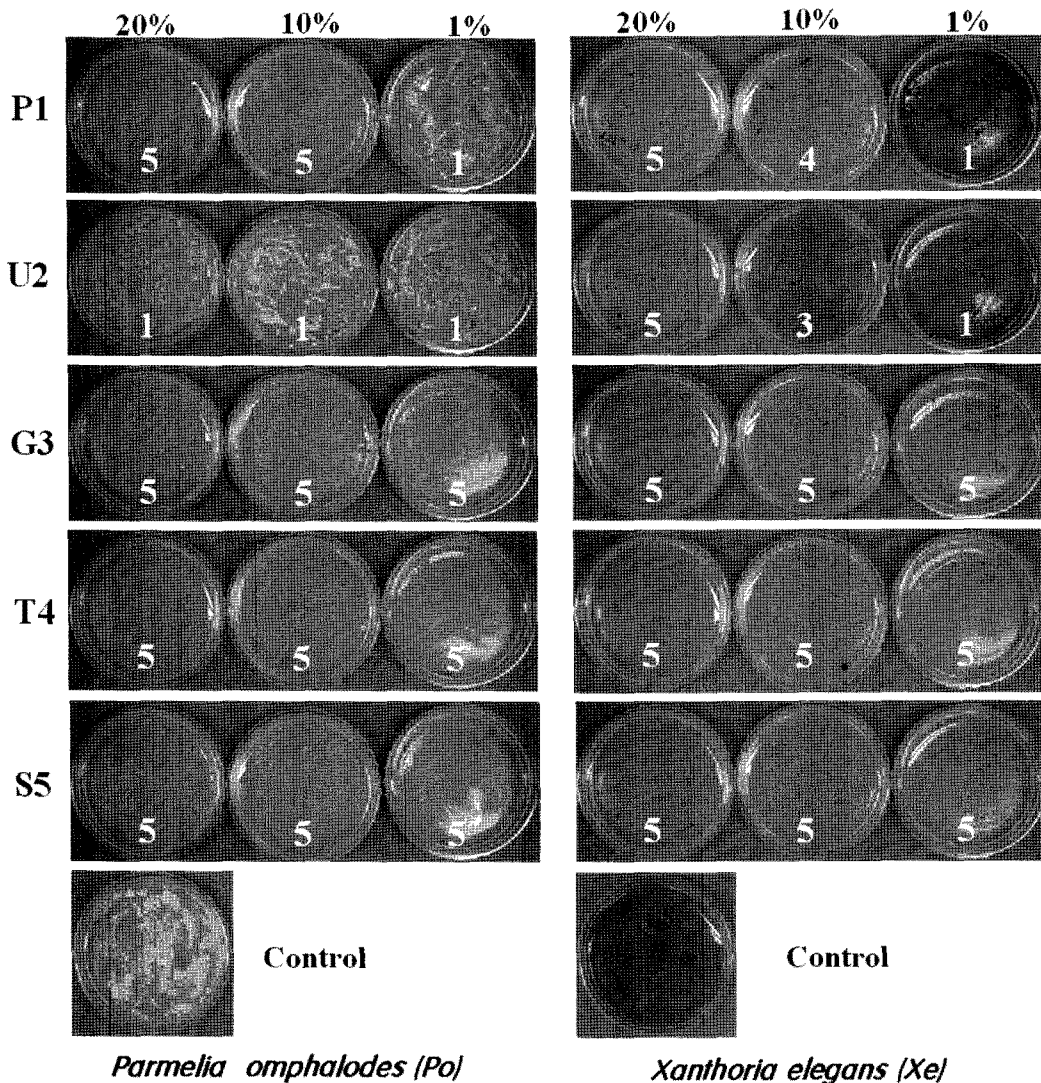 20% 10% 1% 20% 10% 1%
P1 5 5 1 5 4 1
U2 1 1 1 5 3 1
G3 5 5 5 5 5 5
T4 5 5 5 5 5 5
S5 5 5 5 5 5 5
Control Control
Parmelia omphalodes (Po) Xanthoria elegans (Xe)